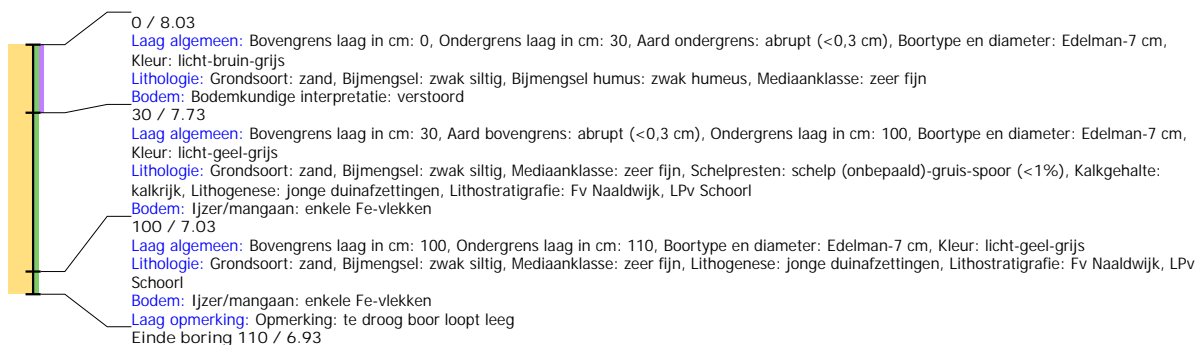 0 / 8.03
Laag algemeen: Bovengrens laag in cm: 0, Ondergrens laag in cm: 30, Aard ondergrens: abrupt (<0,3 cm), Boortype en diameter: Edelman-7 cm,
Kleur: licht-bruin-grijs
Lithologie: Grondsoort: zand, Bijmengsel: zwak siltig, Bijmengsel humus: zwak humeus, Mediaanklasse: zeer fijn
Bodem: Bodemkundige interpretatie: verstoord
30 / 7.73
Laag algemeen: Bovengrens laag in cm: 30, Aard bovengrens: abrupt (<0,3 cm), Ondergrens laag in cm: 100, Boortype en diameter: Edelman-7 cm,
Kleur: licht-geel-grijs
Lithologie: Grondsoort: zand, Bijmengsel: zwak siltig, Mediaanklasse: zeer fijn, Schelpresten: schelp (onbepaald)-gruis-spoor (<1%), Kalkgehalte:
kalkrijk, Lithogenese: jonge duinafzettingen, Lithostratigrafie: Fv Naaldwijk, LPv Schoorl
Bodem: Ijzer/mangaan: enkele Fe-vlekken
100 / 7.03
Laag algemeen: Bovengrens laag in cm: 100, Ondergrens laag in cm: 110, Boortype en diameter: Edelman-7 cm, Kleur: licht-geel-grijs
Lithologie: Grondsoort: zand, Bijmengsel: zwak siltig, Mediaanklasse: zeer fijn, Lithogenese: jonge duinafzettingen, Lithostratigrafie: Fv Naaldwijk, LPv
Schoorl
Bodem: Ijzer/mangaan: enkele Fe-vlekken
Laag opmerking: Opmerking: te droog boor loopt leeg
Einde boring 110 / 6.93